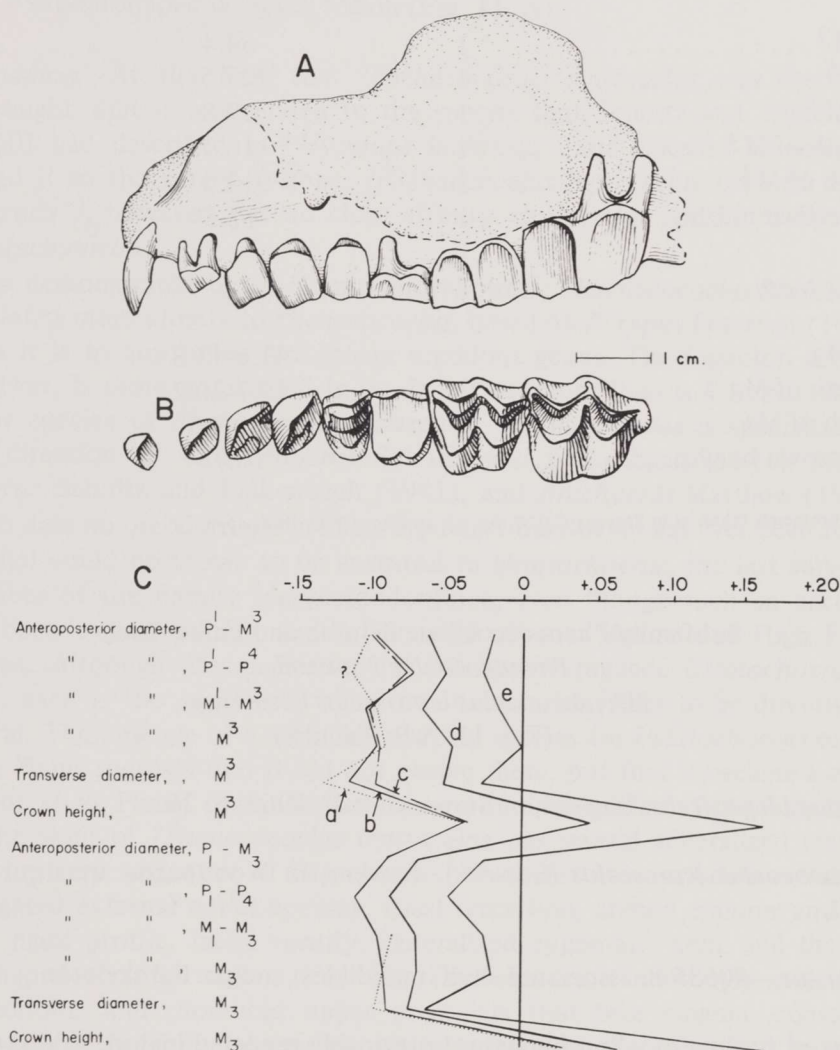 A
1 cm.
B
C
-.15 -.10 -.05 0 +.05 +.10 +.15 +.20
Anteroposterior diameter, P¹ - M³
" " , P¹ - P⁴
?
e
" " , M¹ - M³
d
" " , M³
Transverse diameter, M³
c
a b
Crown height, M³
Anteroposterior diameter, P₁ - M₃
" " , P₁ - P₄
" " , M₁ - M₃
" " , M₃
Transverse diameter, M₃
Crown height, M₃